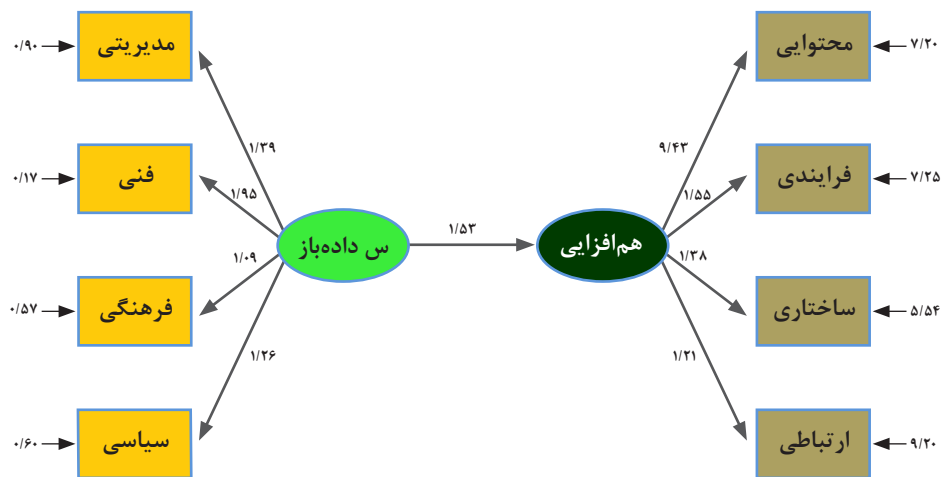 محتوایی
۷/۲۰
مدیریتی
۰/۹۰
۹/۴۳
۱/۳۹
فرایندی
۷/۲۵
۱/۵۵
فنی
۰/۱۷
۱/۹۵
هم‌افزایی
۱/۵۳
س داده‌باز
۱/۳۸
۱/۰۹
ساختاری
۵/۵۴
فرهنگی
۰/۵۷
۱/۲۱
۱/۲۶
ارتباطی
۹/۲۰
سیاسی
۰/۶۰